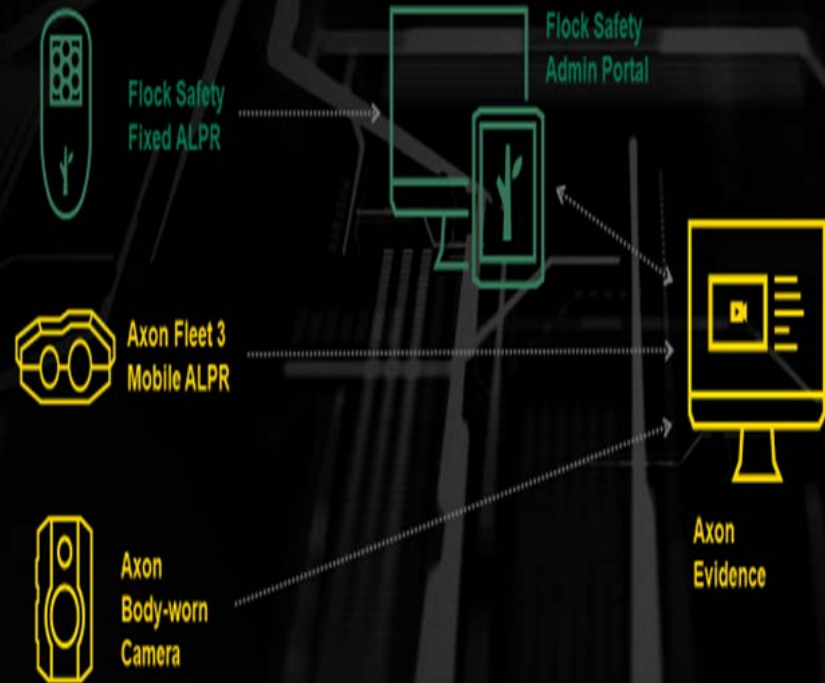 Flock Safety
Fixed ALPR
Flock Safety
Admin Portal
Axon Fleet 3
Mobile ALPR
Axon
Evidence
Axon
Body-worn
Camera